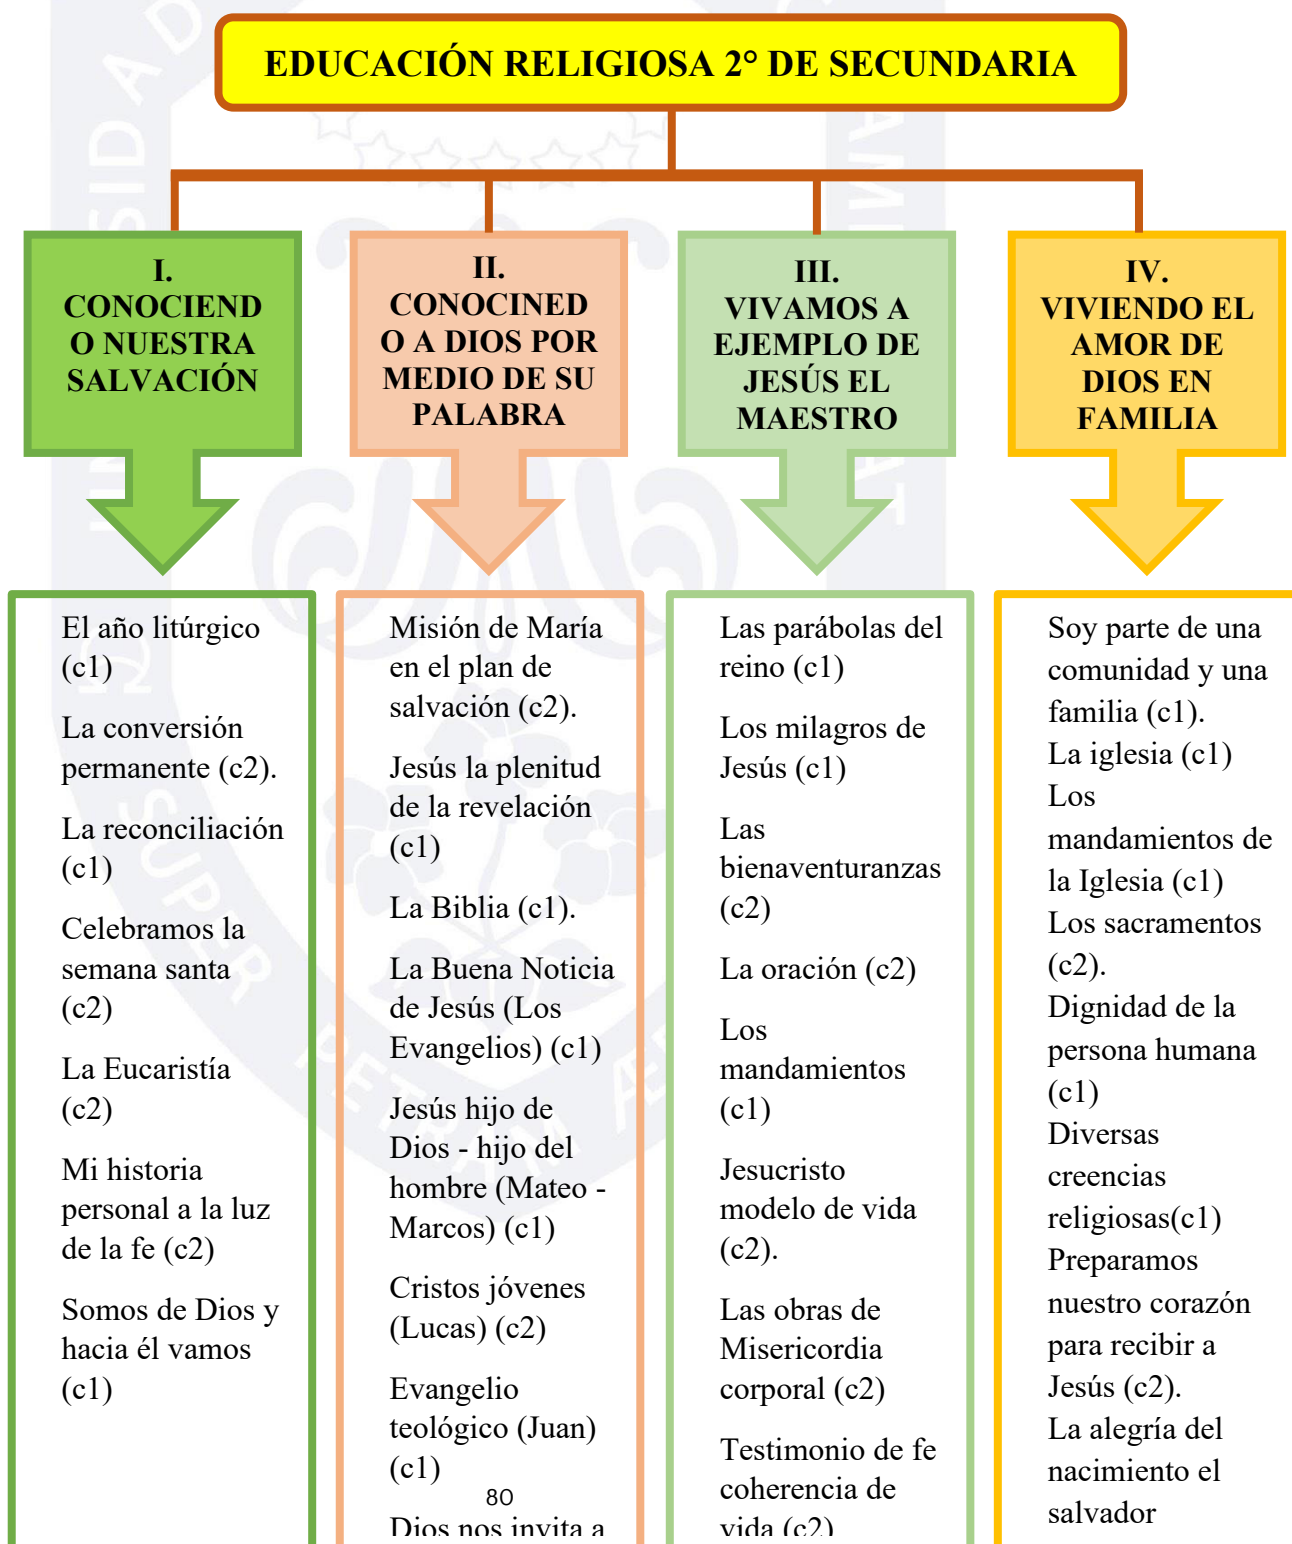 EDUCACIÓN RELIGIOSA 2° DE SECUNDARIA
I.
CONOCIEND
O NUESTRA
SALVACIÓN
II.
CONOCINED
O A DIOS POR
MEDIO DE SU
PALABRA
III.
VIVAMOS A
EJEMPLO DE
JESÚS EL
MAESTRO
IV.
VIVIENDO EL
AMOR DE
DIOS EN
FAMILIA
El año litúrgico
(c1)
La conversión
permanente (c2).
La reconciliación
(c1)
Celebramos la
semana santa
(c2)
La Eucaristía
(c2)
Mi historia
personal a la luz
de la fe (c2)
Somos de Dios y
hacia él vamos
(c1)
Misión de María
en el plan de
salvación (c2).
Jesús la plenitud
de la revelación
(c1)
La Biblia (c1).
La Buena Noticia
de Jesús (Los
Evangelios) (c1)
Jesús hijo de
Dios - hijo del
hombre (Mateo -
Marcos) (c1)
Cristos jóvenes
(Lucas) (c2)
Evangelio
teológico (Juan)
(c1)
Dios nos invita a
Las parábolas del
reino (c1)
Los milagros de
Jesús (c1)
Las
bienaventuranzas
(c2)
La oración (c2)
Los
mandamientos
(c1)
Jesucristo
modelo de vida
(c2).
Las obras de
Misericordia
corporal (c2)
Testimonio de fe
coherencia de
vida (c2)
Soy parte de una
comunidad y una
familia (c1).
La iglesia (c1)
Los
mandamientos de
la Iglesia (c1)
Los sacramentos
(c2).
Dignidad de la
persona humana
(c1)
Diversas
creencias
religiosas(c1)
Preparamos
nuestro corazón
para recibir a
Jesús (c2).
La alegría del
nacimiento el
salvador
80
SUPER PETRAM